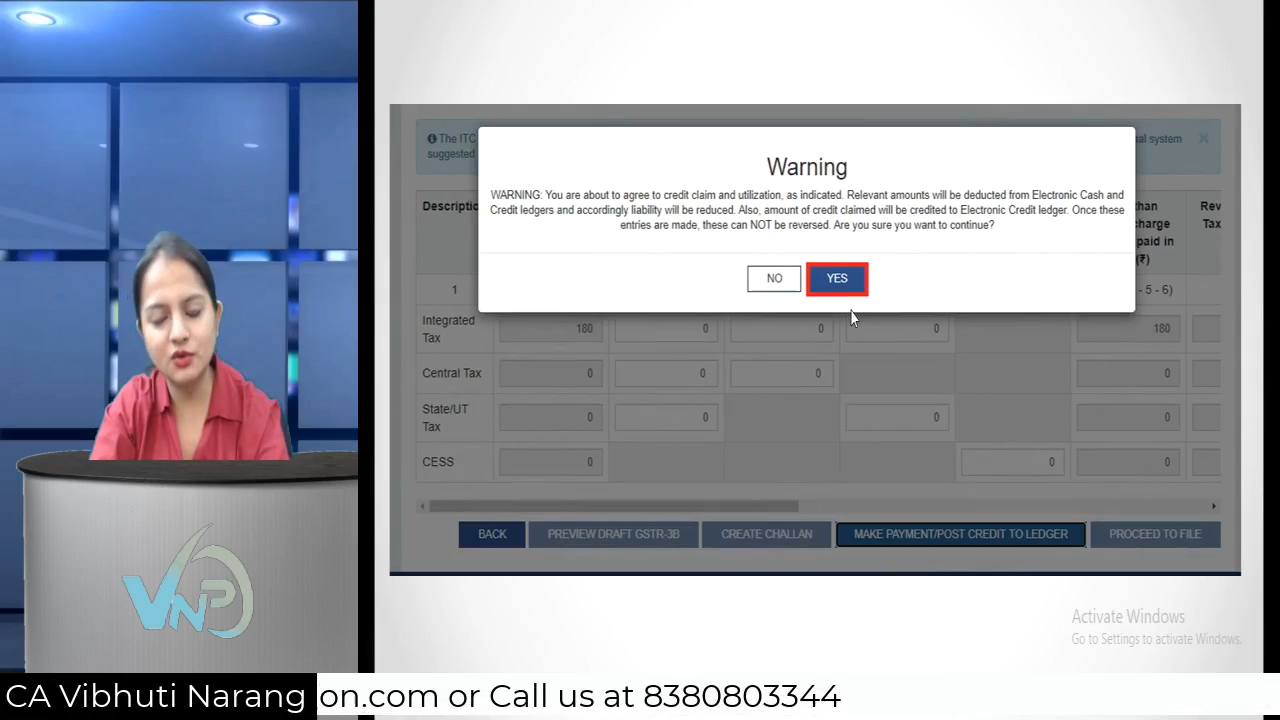 The ITC
nal system
suggested
Warning
WARNING: You are about to agree to credit claim and utilization, as indicated. Relevant amounts will be deducted from Electronic Cash and
Credit ledgers and accordingly liability will be reduced. Also, amount of credit claimed will be credited to Electronic Credit ledger. Once these
entries are made, these can NOT be reversed. Are you sure you want to continue?
NO YES
Descriptio
than
charge
paid in
(₹)
Rev
Tax
1
- 5 - 6)
Integrated
Tax
180 0 0 0 180
Central Tax 0 0 0 0
State/UT
Tax
0 0 0 0
CESS 0 0 0
BACK PREVIEW DRAFT GSTR-3B CREATE CHALLAN MAKE PAYMENT/POST CREDIT TO LEDGER PROCEED TO FILE
VNP
Activate Windows
Go to Settings to activate Windows.
CA Vibhuti Narang on.com or Call us at 8380803344